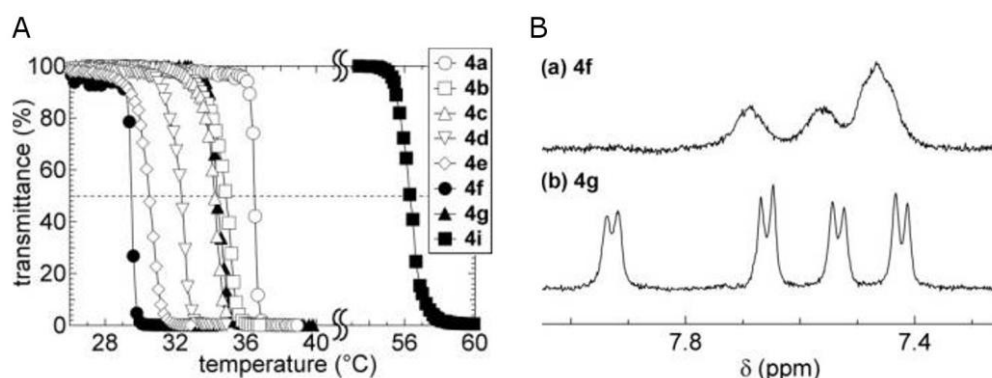 A
transmittance (%)
100
80
60
40
20
0
28
32
36
40
56
60
temperature (°C)
4a
4b
4c
4d
4e
4f
4g
4i
B
(a) 4f
(b) 4g
7.8
7.4
δ (ppm)